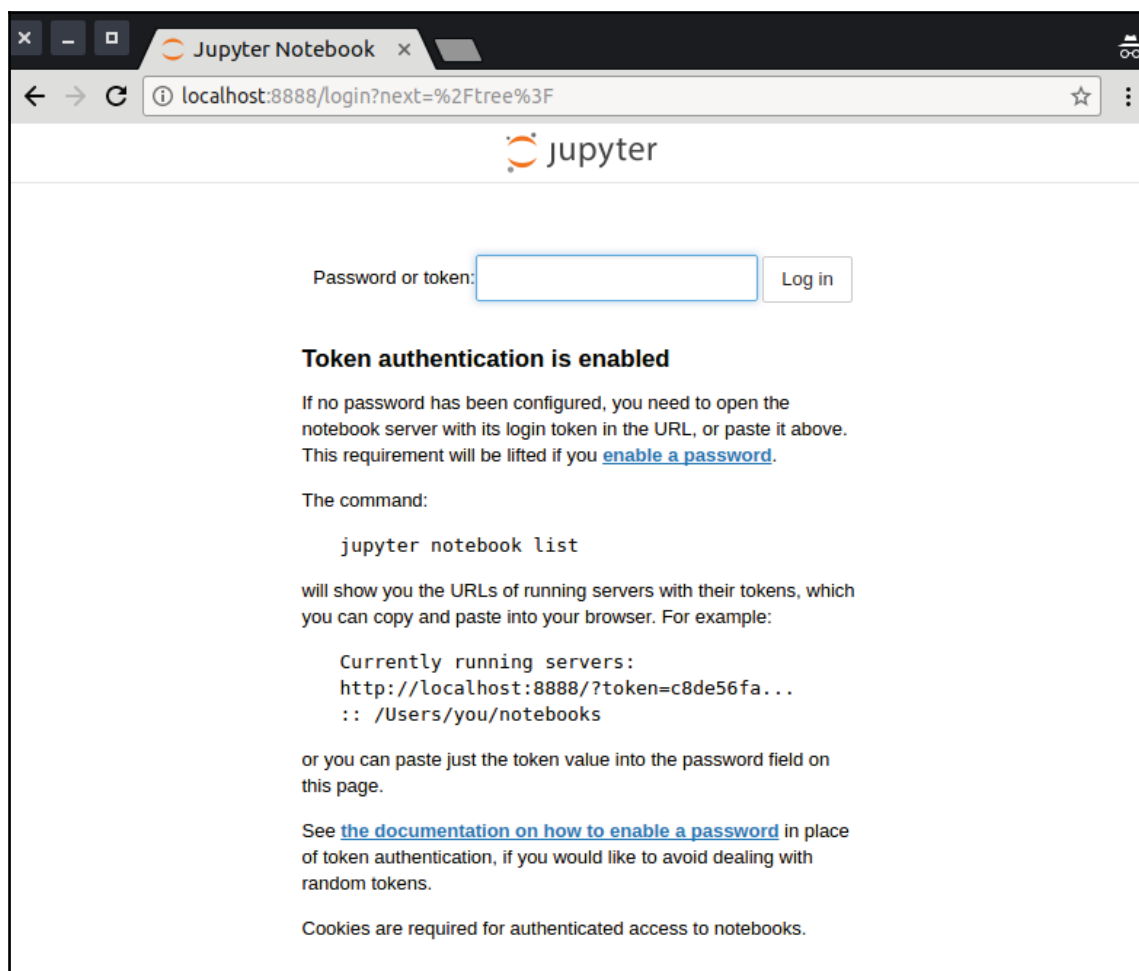 Jupyter Notebook
localhost:8888/login?next=%2Ftree%3F
jupyter
Password or token:
Log in
Token authentication is enabled
If no password has been configured, you need to open the
notebook server with its login token in the URL, or paste it above.
This requirement will be lifted if you enable a password.
The command:
jupyter notebook list
will show you the URLs of running servers with their tokens, which
you can copy and paste into your browser. For example:
Currently running servers:
http://localhost:8888/?token=c8de56fa...
:: /Users/you/notebooks
or you can paste just the token value into the password field on
this page.
See the documentation on how to enable a password in place
of token authentication, if you would like to avoid dealing with
random tokens.
Cookies are required for authenticated access to notebooks.